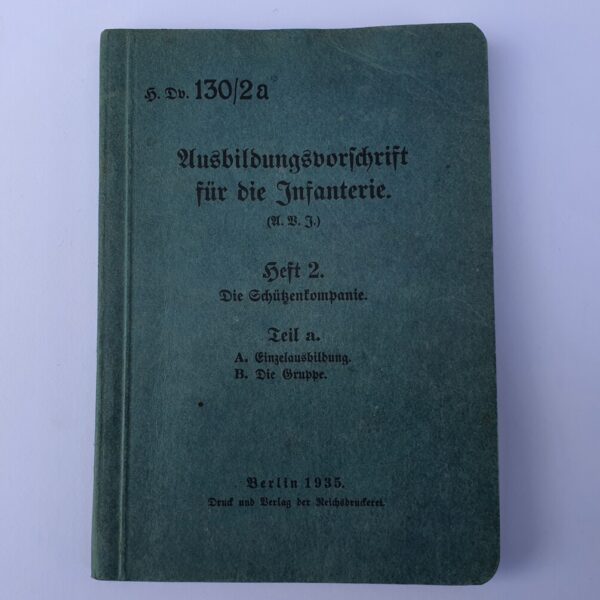 H. Dv. 130/2a
Ausbildungsvorschrift
für die Infanterie.
(A. V. I.)
Heft 2.
Die Schützenkompanie.
Teil a.
A. Einzelausbildung.
B. Die Gruppe.
Berlin 1935.
Druck und Verlag der Reichsdruckerei.